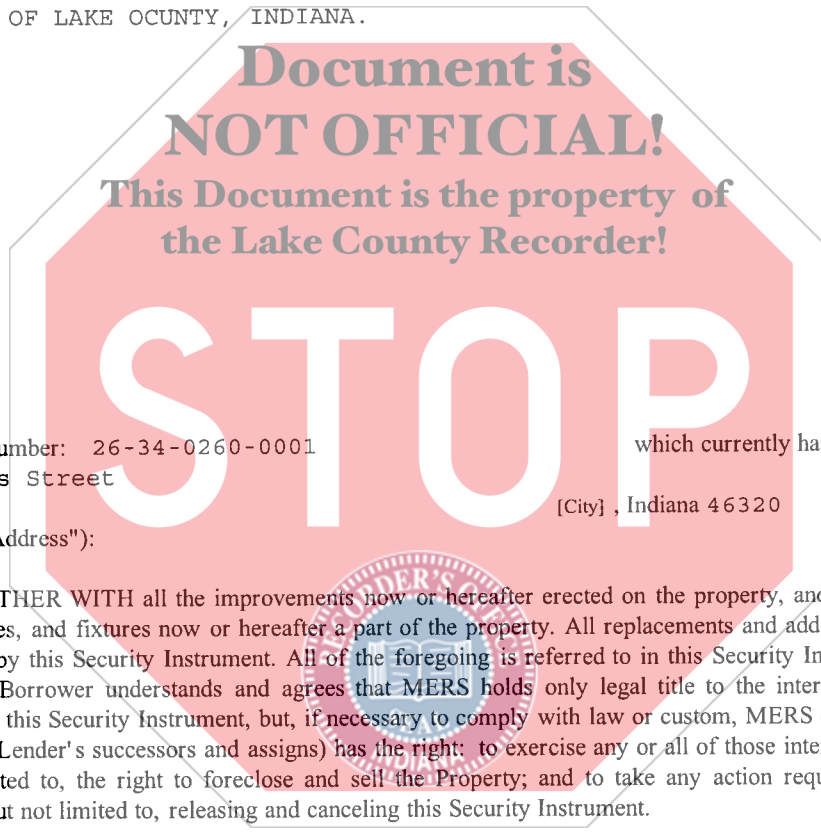 OF LAKE OCUNTY, INDIANA.
Document is
NOT OFFICIAL!
This Document is the property of
the Lake County Recorder!
STOP
umber: 26-34-0260-0001 which currently ha
s Street
[City] , Indiana 46320
Address"):
THER WITH all the improvements now or hereafter erected on the property, and
es, and fixtures now or hereafter a part of the property. All replacements and add
by this Security Instrument. All of the foregoing is referred to in this Security In
Borrower understands and agrees that MERS holds only legal title to the inter
this Security Instrument, but, if necessary to comply with law or custom, MERS
Lender's successors and assigns) has the right: to exercise any or all of those inte
ted to, the right to foreclose and sell the Property; and to take any action requ
ut not limited to, releasing and canceling this Security Instrument.
RECORDER'S OFFICE
INDIANA